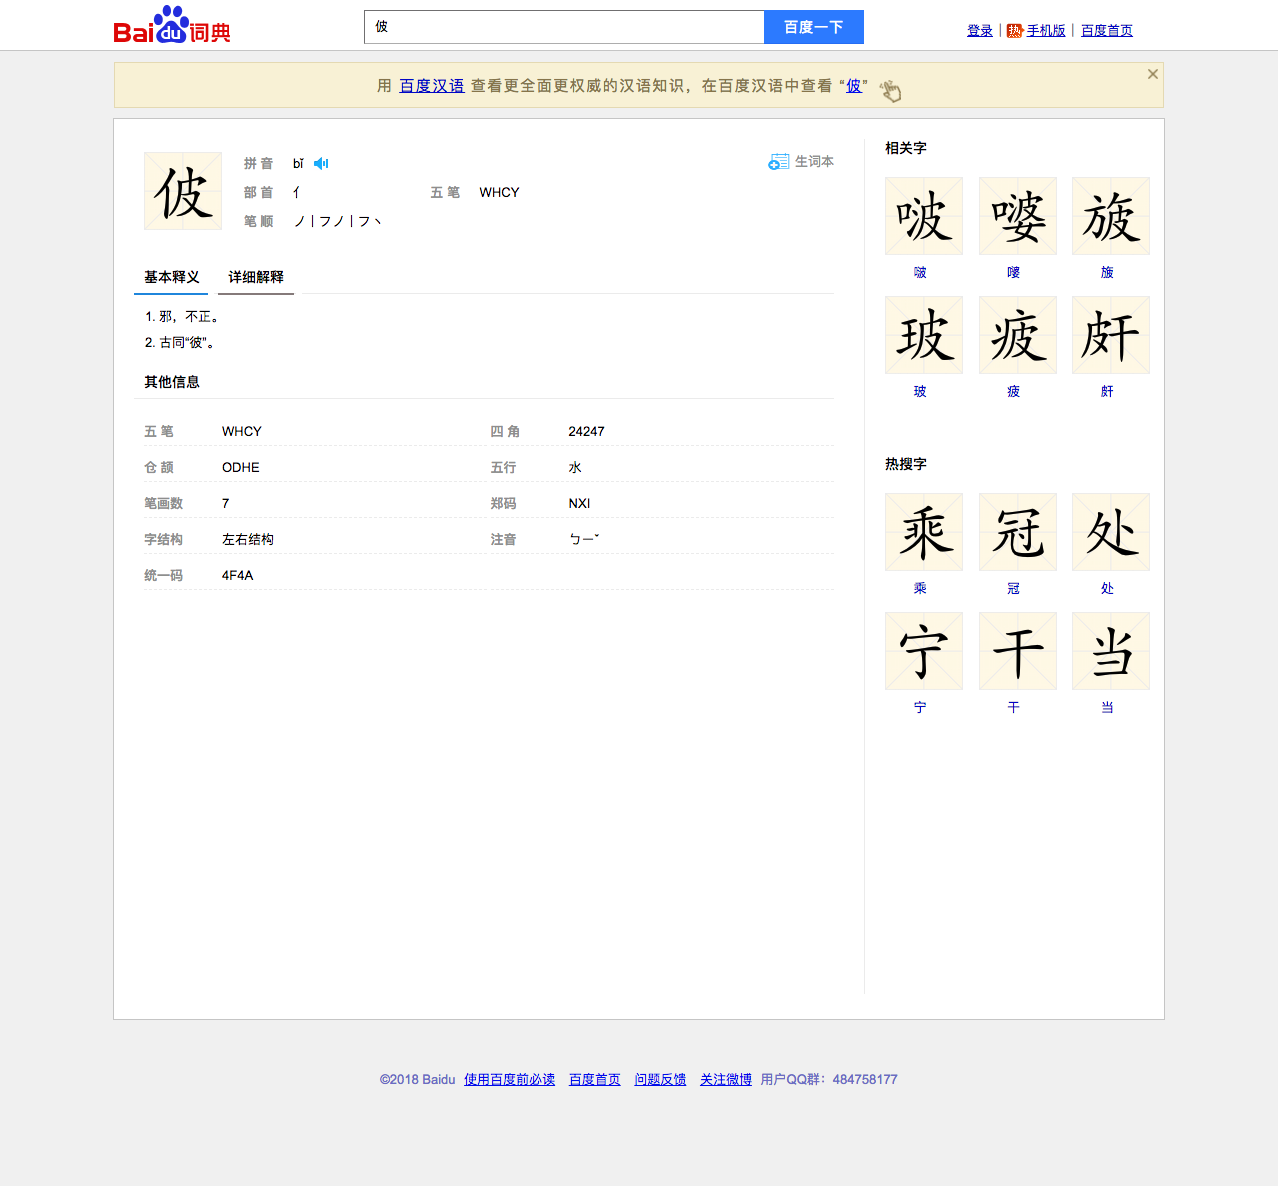 Baidu词典
佊
百度一下
登录 | 热 手机版 | 百度首页
用 百度汉语 查看更全面更权威的汉语知识，在百度汉语中查看 “佊”
佊
拼 音 bǐ
生词本
部 首 亻 五 笔 WHCY
笔 顺 ノ丨フノ丨フ丶
基本释义 详细解释
1. 邪，不正。
2. 古同“彼”。
其他信息
五 笔 WHCY 四 角 24247
仓 颉 ODHE 五行 水
笔画数 7 郑码 NXI
字结构 左右结构 注音 ㄅㄧˇ
统一码 4F4A
相关字
啵 嘙 旇
啵 嘙 旇
玻 疲 皯
玻 疲 皯
热搜字
乘 冠 处
乘 冠 处
宁 干 当
宁 干 当
©2018 Baidu 使用百度前必读 百度首页 问题反馈 关注微博 用户QQ群：484758177